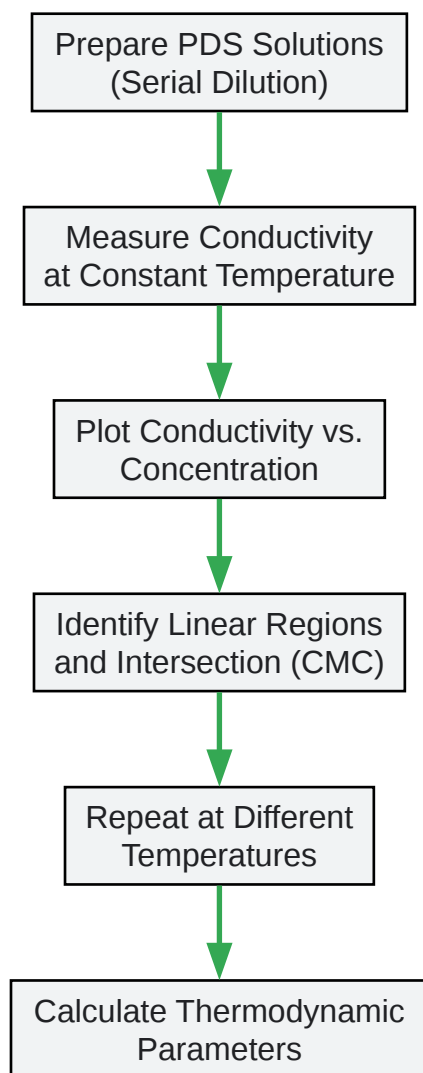 Prepare PDS Solutions
(Serial Dilution)
Measure Conductivity
at Constant Temperature
Plot Conductivity vs.
Concentration
Identify Linear Regions
and Intersection (CMC)
Repeat at Different
Temperatures
Calculate Thermodynamic
Parameters